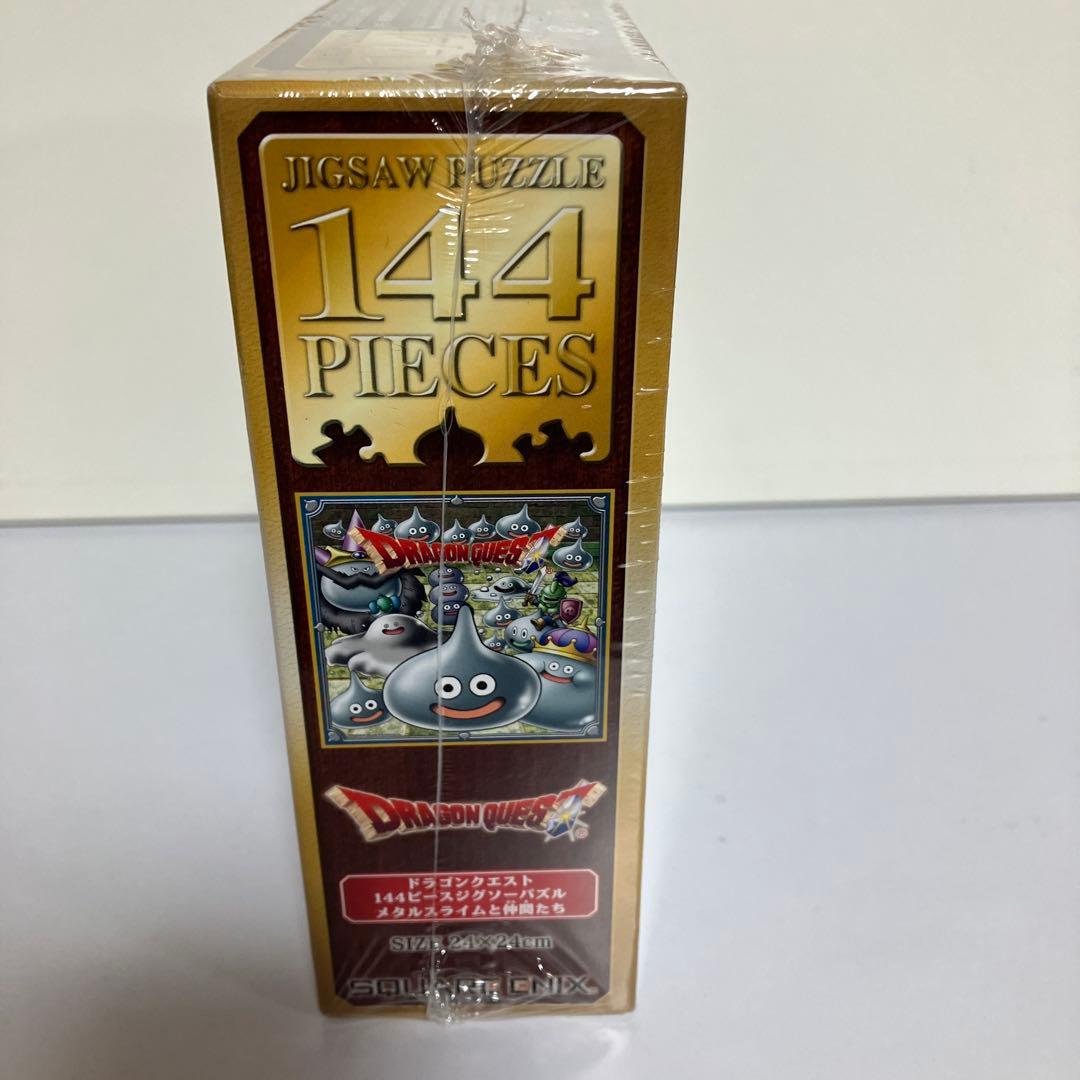 JIGSAW PUZZLE
144
PIECES
DRAGON QUEST
DRAGON QUEST
ドラゴンクエスト
144ピースジグソーパズル
メタルスライムと仲間たち
SIZE 24×24cm
SQUARE ENIX